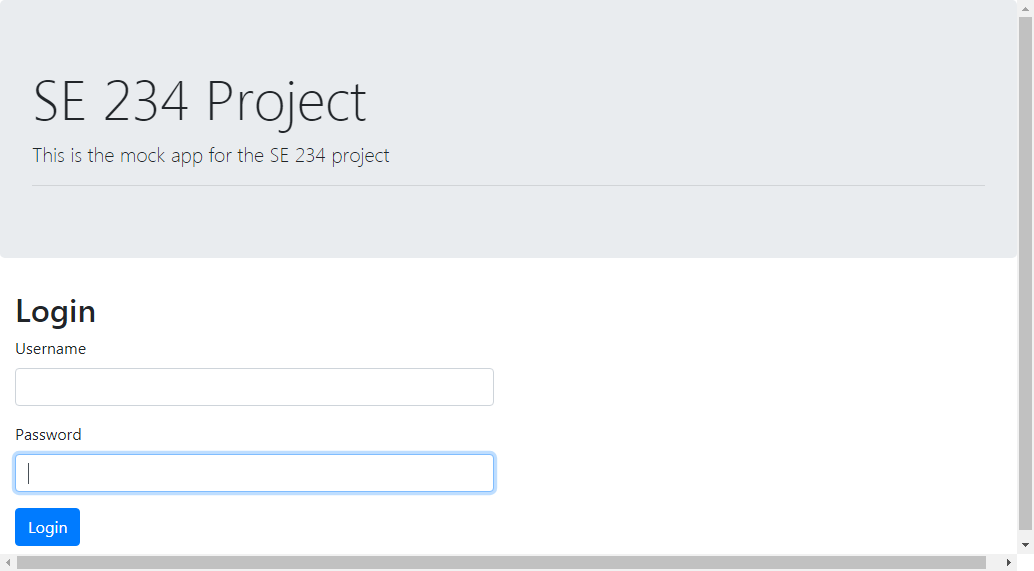 SE 234 Project
This is the mock app for the SE 234 project
Login
Username
Password
Login